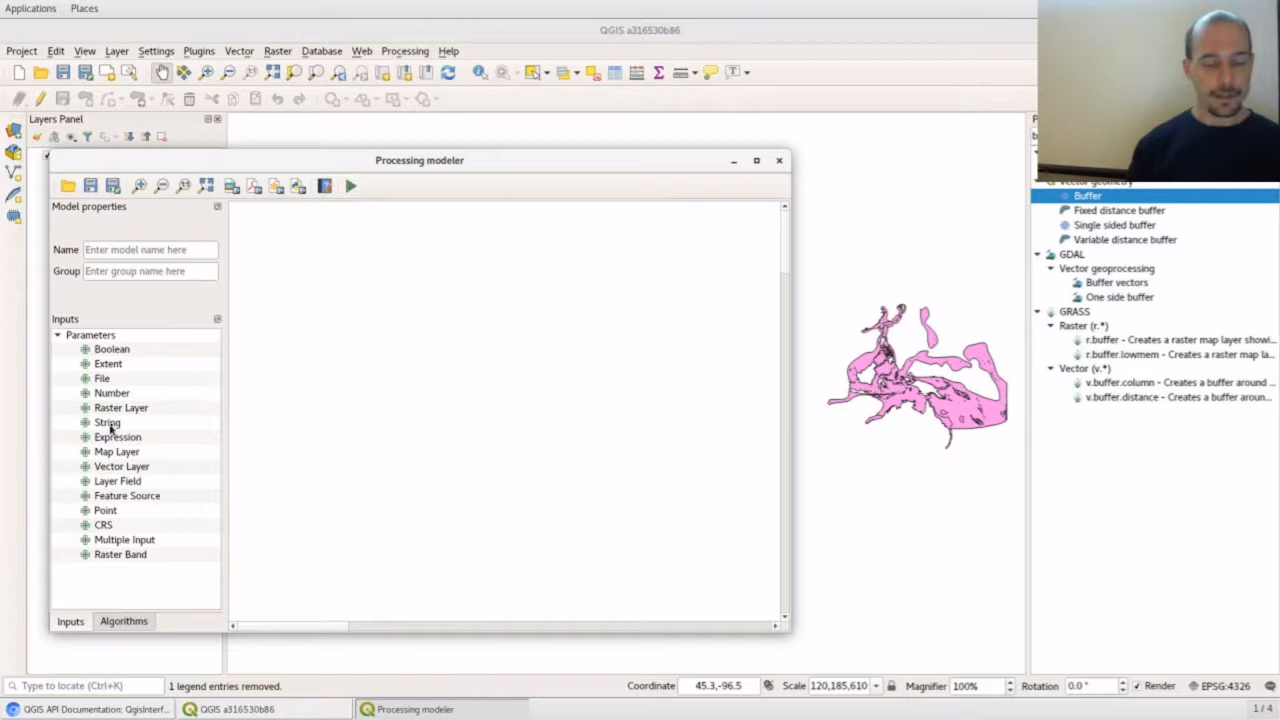 Applications Places
QGIS a316530b86
Project Edit View Layer Settings Plugins Vector Raster Database Web Processing Help
Layers Panel
Processing modeler
Model properties
Name Enter model name here
Group Enter group name here
Inputs
Parameters
Boolean
Extent
File
Number
Raster Layer
String
Expression
Map Layer
Vector Layer
Layer Field
Feature Source
Point
CRS
Multiple Input
Raster Band
Inputs Algorithms
Vector geometry
Buffer
Fixed distance buffer
Single sided buffer
Variable distance buffer
GDAL
Vector geoprocessing
Buffer vectors
One side buffer
GRASS
Raster (r.*)
r.buffer - Creates a raster map layer showi...
r.buffer.lowmem - Creates a raster map la...
Vector (v.*)
v.buffer.column - Creates a buffer around ...
v.buffer.distance - Creates a buffer aroun...
Type to locate (Ctrl+K) 1 legend entries removed. Coordinate 45.3,-96.5 Scale 120,185,610 Magnifier 100% Rotation 0.0 ° Render EPSG:4326
QGIS API Documentation: QgisInterf... QGIS a316530b86 Processing modeler 1 / 4